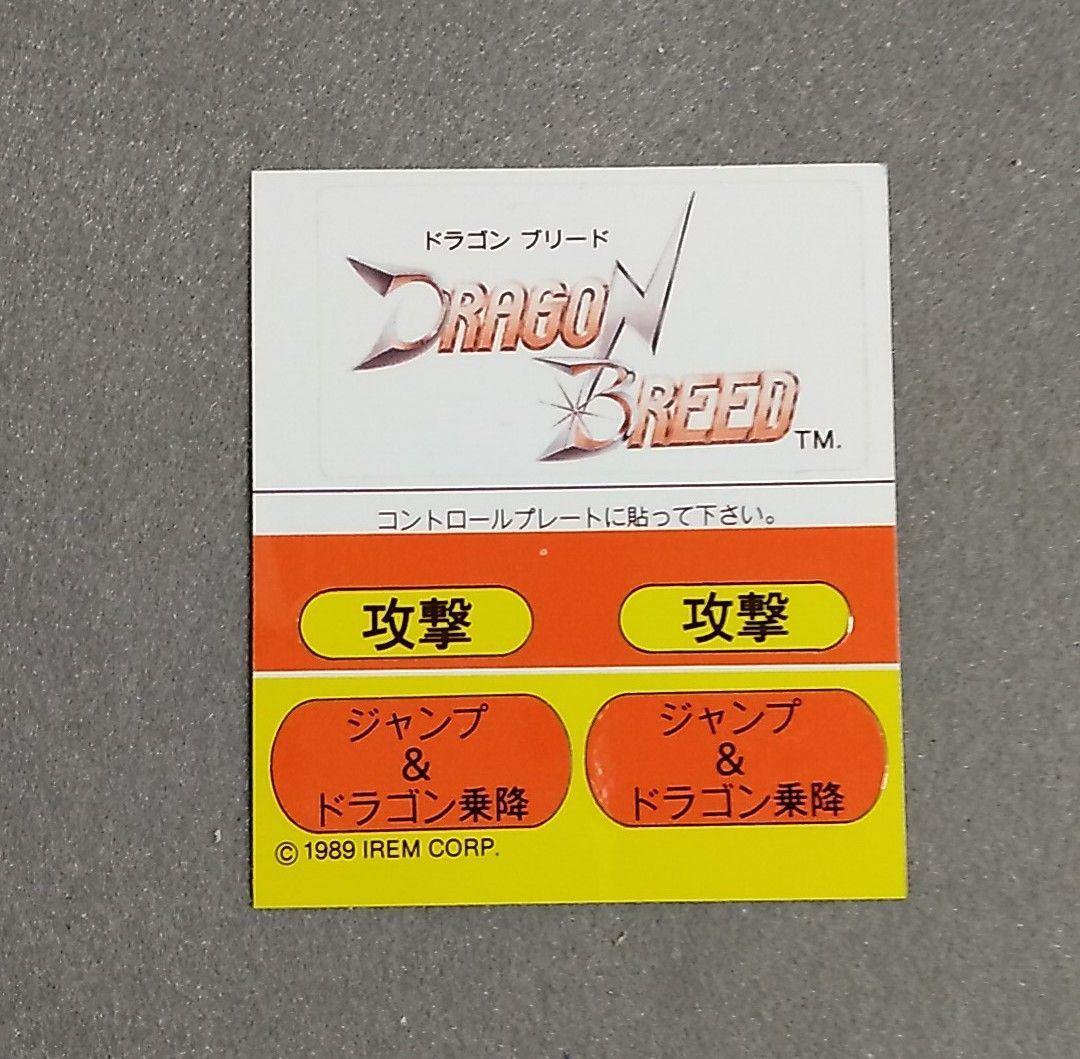 ドラゴン ブリード
DRAGON
BREED TM.
コントロールプレートに貼って下さい。
攻撃 攻撃
ジャンプ
&
ドラゴン乗降
ジャンプ
&
ドラゴン乗降
© 1989 IREM CORP.